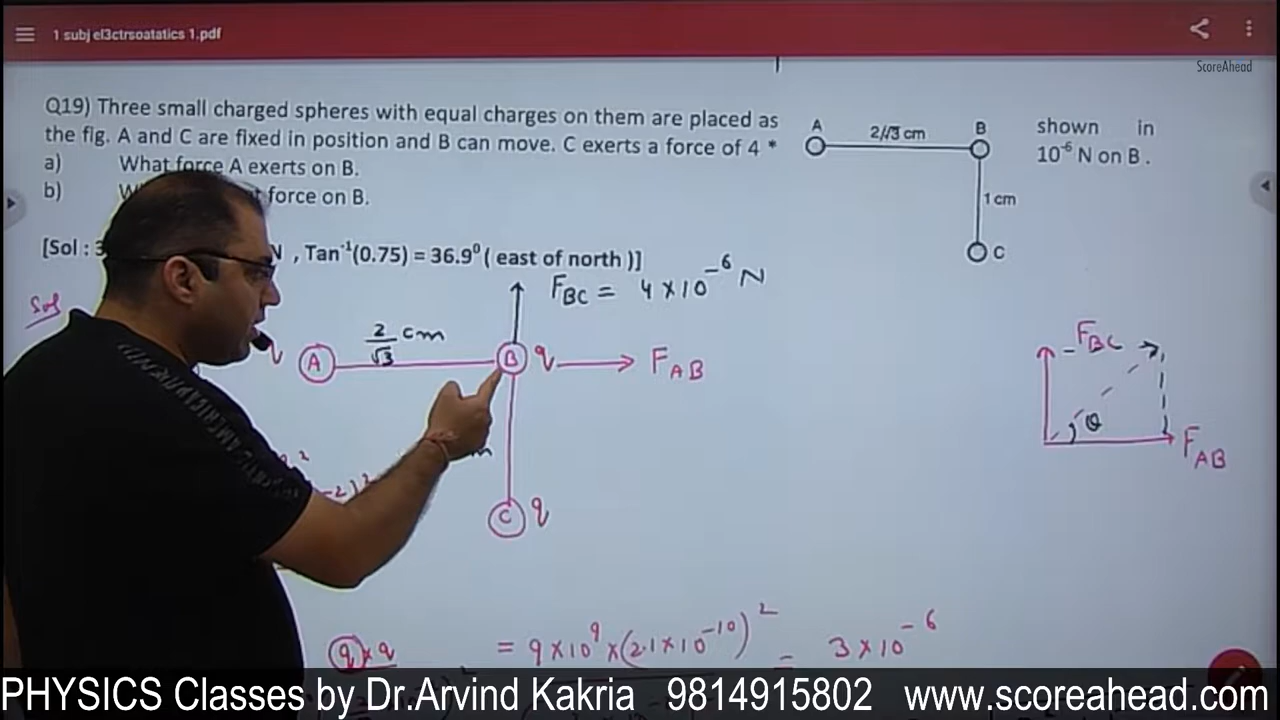 1 subj el3ctrsoatatics 1.pdf
ScoreAhead
Q19) Three small charged spheres with equal charges on them are placed as shown in
the fig. A and C are fixed in position and B can move. C exerts a force of 4 * 10⁻⁶ N on B .
a) What force A exerts on B.
b) force on B.
A 2/√3 cm B
1 cm
C
[Sol : 3 N , Tan⁻¹(0.75) = 36.9⁰ ( east of north )]
Sol
F_BC = 4 × 10⁻⁶ N
2/√3 cm
q A B q F_AB
C q
F_BC
θ
F_AB
q × q = 9 × 10⁹ × (2.1 × 10⁻¹⁰)² = 3 × 10⁻⁶
PHYSICS Classes by Dr.Arvind Kakria 9814915802 www.scoreahead.com